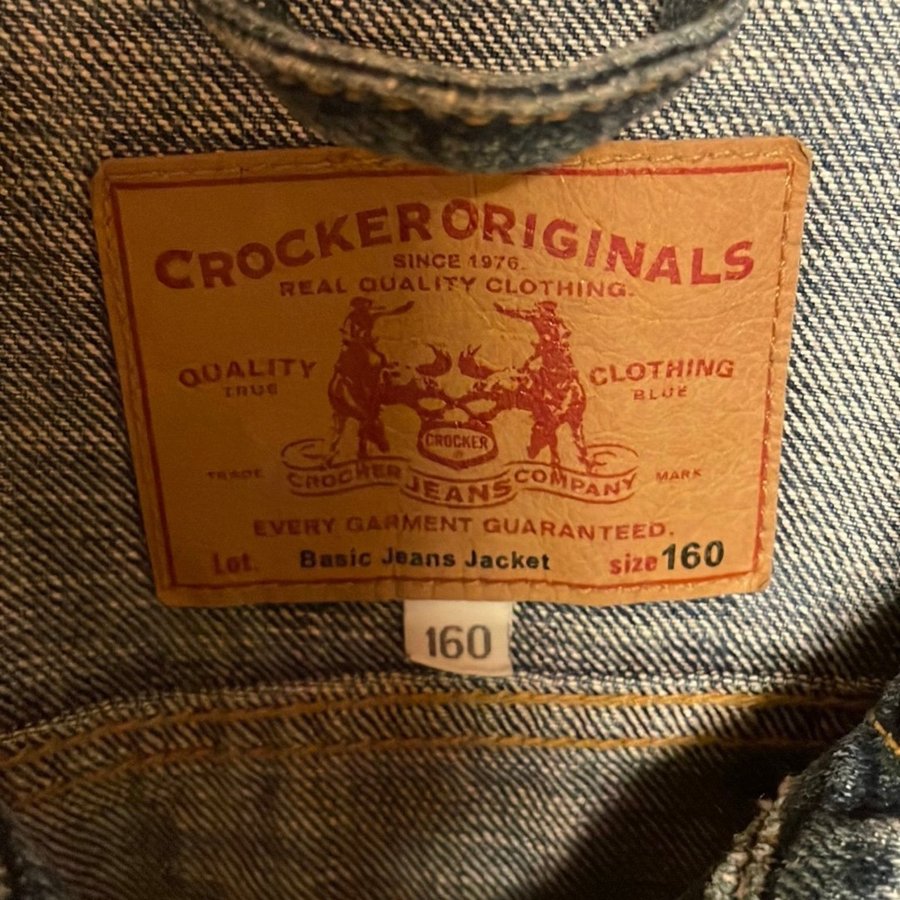 CROCKER ORIGINALS
SINCE 1976.
REAL QUALITY CLOTHING.
QUALITY CLOTHING
TRUE BLUE
CROCKER
TRADE MARK
CROCKER JEANS COMPANY
EVERY GARMENT GUARANTEED.
Lot. Basic Jeans Jacket size 160
160